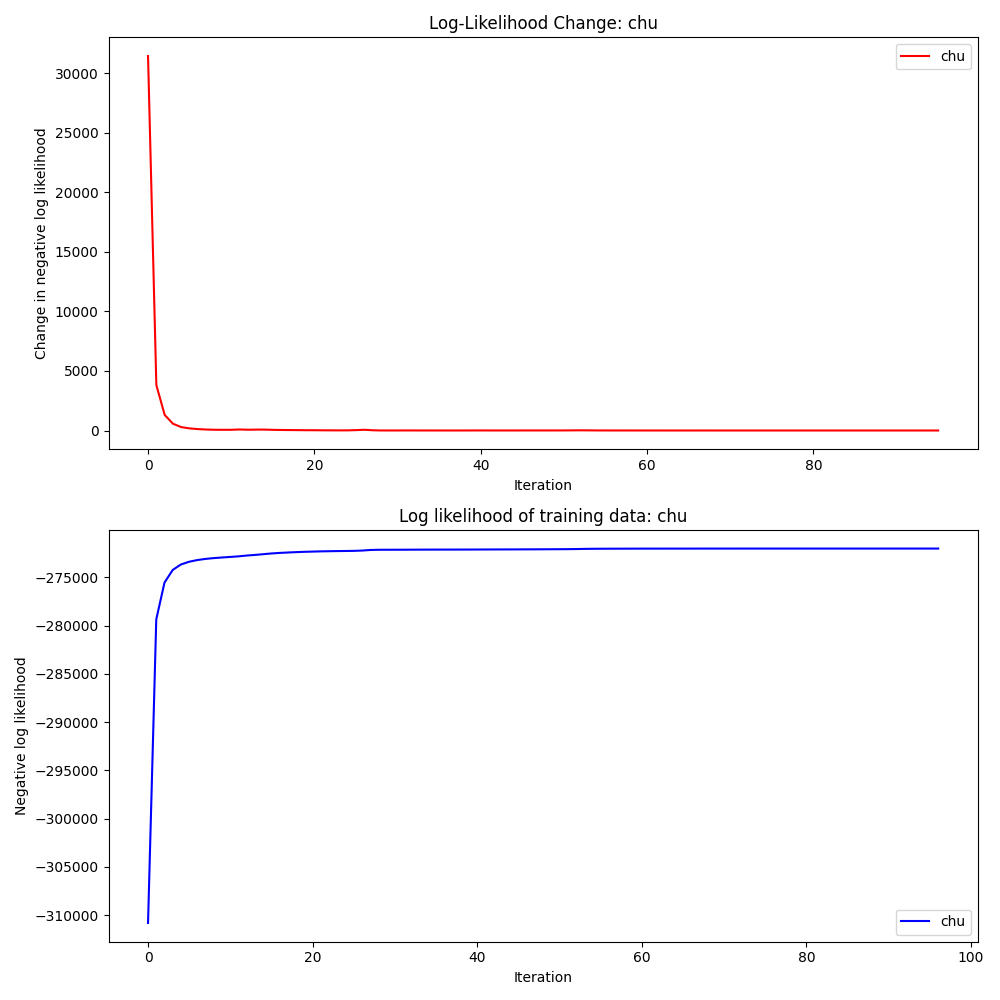 Log-Likelihood Change: chu
chu
30000
25000
20000
15000
10000
5000
0
Change in negative log likelihood
0 20 40 60 80
Iteration
Log likelihood of training data: chu
−275000
−280000
−285000
−290000
−295000
−300000
−305000
−310000
Negative log likelihood
chu
0 20 40 60 80 100
Iteration